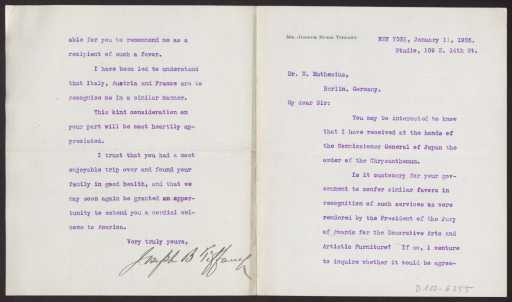 Mr. Joseph Burr Tiffany
NEW YORK, January 11, 1905.
Studio, 109 E. 14th St.
Dr. H. Muthesius,
Berlin, Germany.
My dear Sir:
You may be interested to know
that I have received at the hands of
the Commissioner General of Japan the
order of the Chrysanthemum.
Is it customary for your gov-
ernment to confer similar favors in
recognition of such services as were
rendered by the President of the Jury
of Awards for the Decorative Arts and
Artistic Furniture? If so, I venture
to inquire whether it would be agree-
able for you to recommend me as a
recipient of such a favor.
I have been led to understand
that Italy, Austria and France are to
recognize me in a similar manner.
This kind consideration on
your part will be most heartily ap-
preciated.
I trust that you had a most
enjoyable trip over and found your
family in good health, and that we
may soon again be granted an oppor-
tunity to extend you a cordial wel-
come to America.
Very truly yours,
Joseph B Tiffany
D 102-6255